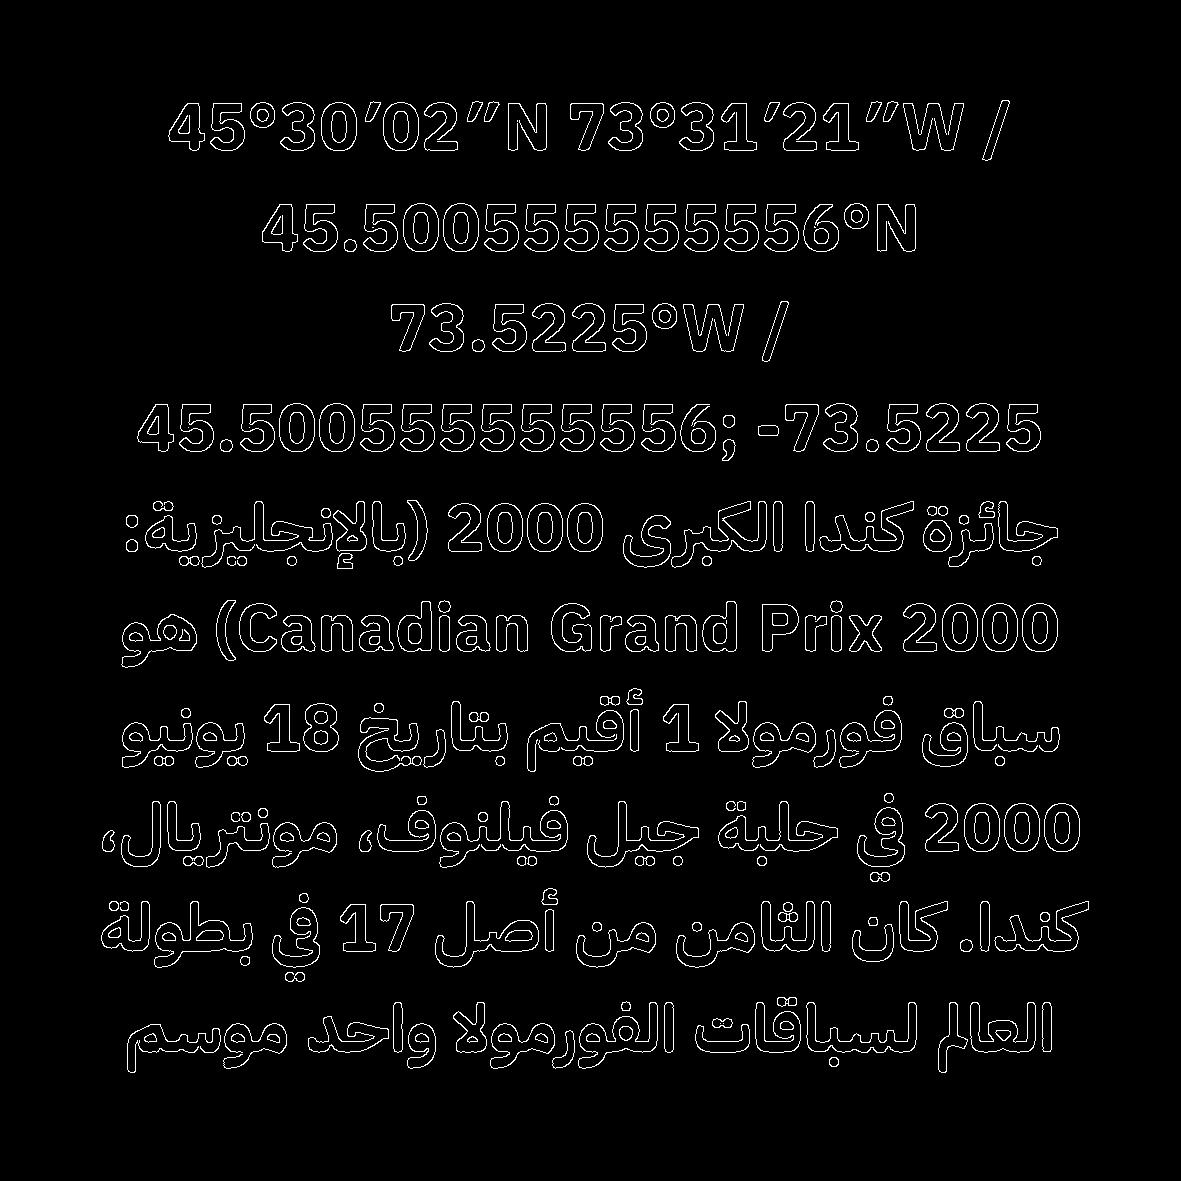 45°30′02″N 73°31′21″W /
45.500555555556°N
73.5225°W /
45.500555555556; -73.5225
جائزة كندا الكبرى 2000 (بالإنجليزية:
2000 Canadian Grand Prix) هو
سباق فورمولا 1 أقيم بتاريخ 18 يونيو
2000 في حلبة جيل فيلنوف، مونتريال،
كندا. كان الثامن من أصل 17 في بطولة
العالم لسباقات الفورمولا واحد موسم